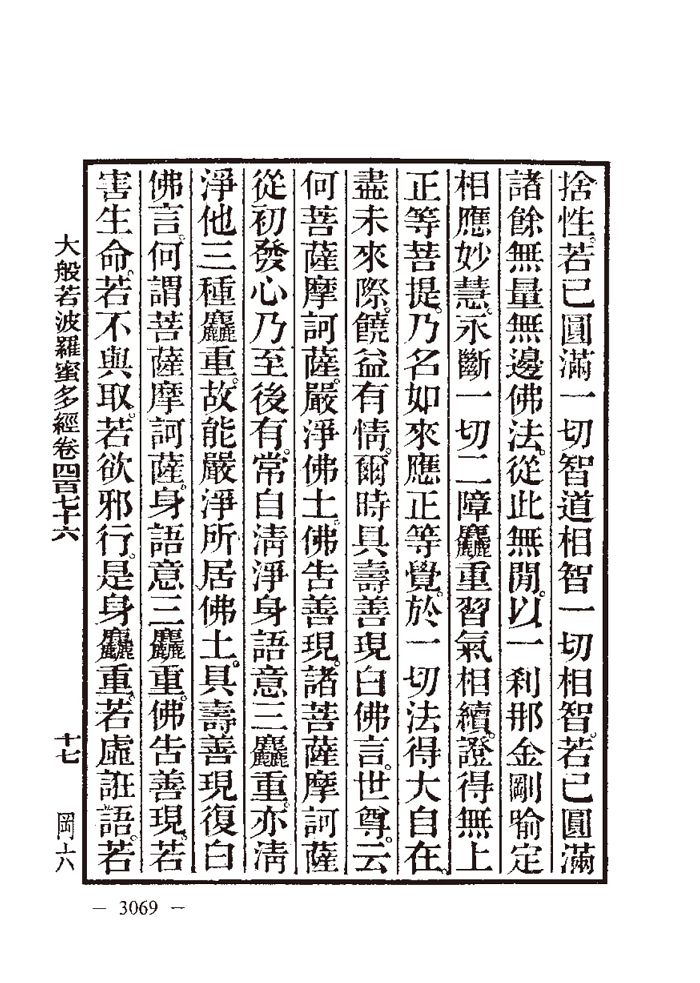 捨性。若已圓滿一切智道相智一切相智。若已圓滿
諸餘無量無邊佛法。從此無閒。以一刹那金剛喻定
相應妙慧。永斷一切二障麤重習氣相續。證得無上
正等菩提。乃名如來應正等覺。於一切法得大自在。
盡未來際。饒益有情。爾時具壽善現白佛言。世尊。云
何菩薩摩訶薩。嚴淨佛土。佛告善現。諸菩薩摩訶薩
從初發心乃至後有。常自清淨身語意三麤重。亦清
淨他三種麤重。故能嚴淨所居佛土。具壽善現復白
佛言。何謂菩薩摩訶薩。身語意三麤重。佛告善現。若
害生命。若不與取。若欲邪行。是身麤重。若虛誑語。若
大般若波羅蜜多經卷四百七十六
十七
岡六
— 3069 —